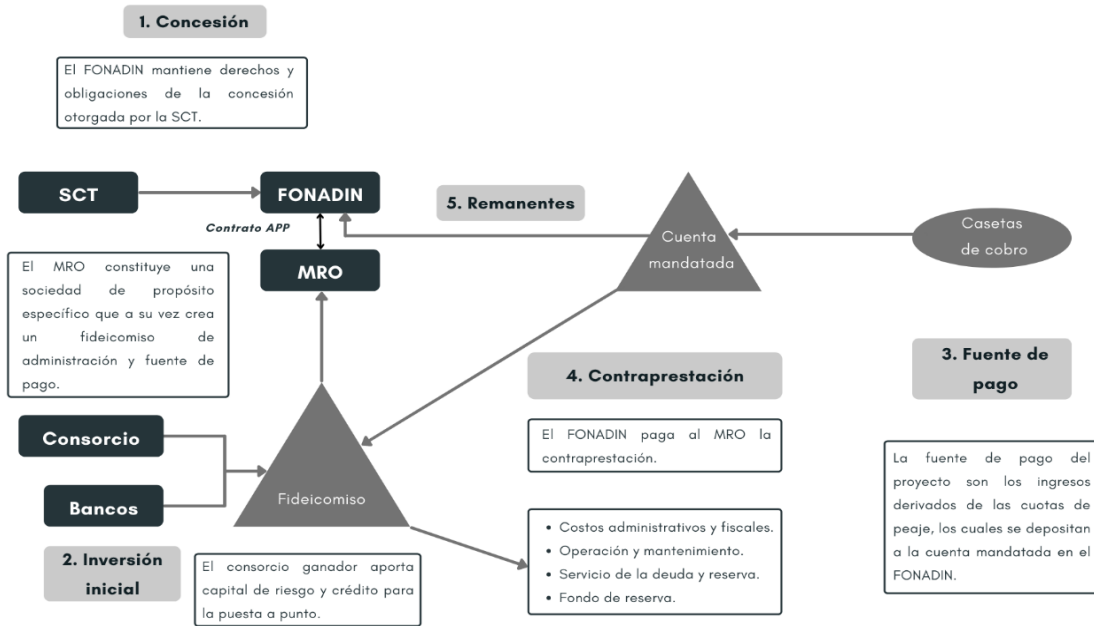 1. Concesión
El FONADIN mantiene derechos y
obligaciones de la concesión
otorgada por la SCT.
SCT
FONADIN
5. Remanentes
Contrato APP
Cuenta
mandatada
Casetas
de cobro
MRO
El MRO constituye una
sociedad de propósito
específico que a su vez crea
un fideicomiso de
administración y fuente de
pago.
3. Fuente de
pago
4. Contraprestación
Consorcio
El FONADIN paga al MRO la
contraprestación.
La fuente de pago del
proyecto son los ingresos
derivados de las cuotas de
peaje, los cuales se depositan
a la cuenta mandatada en el
FONADIN.
Bancos
Fideicomiso
• Costos administrativos y fiscales.
• Operación y mantenimiento.
• Servicio de la deuda y reserva.
• Fondo de reserva.
2. Inversión
inicial
El consorcio ganador aporta
capital de riesgo y crédito para
la puesta a punto.